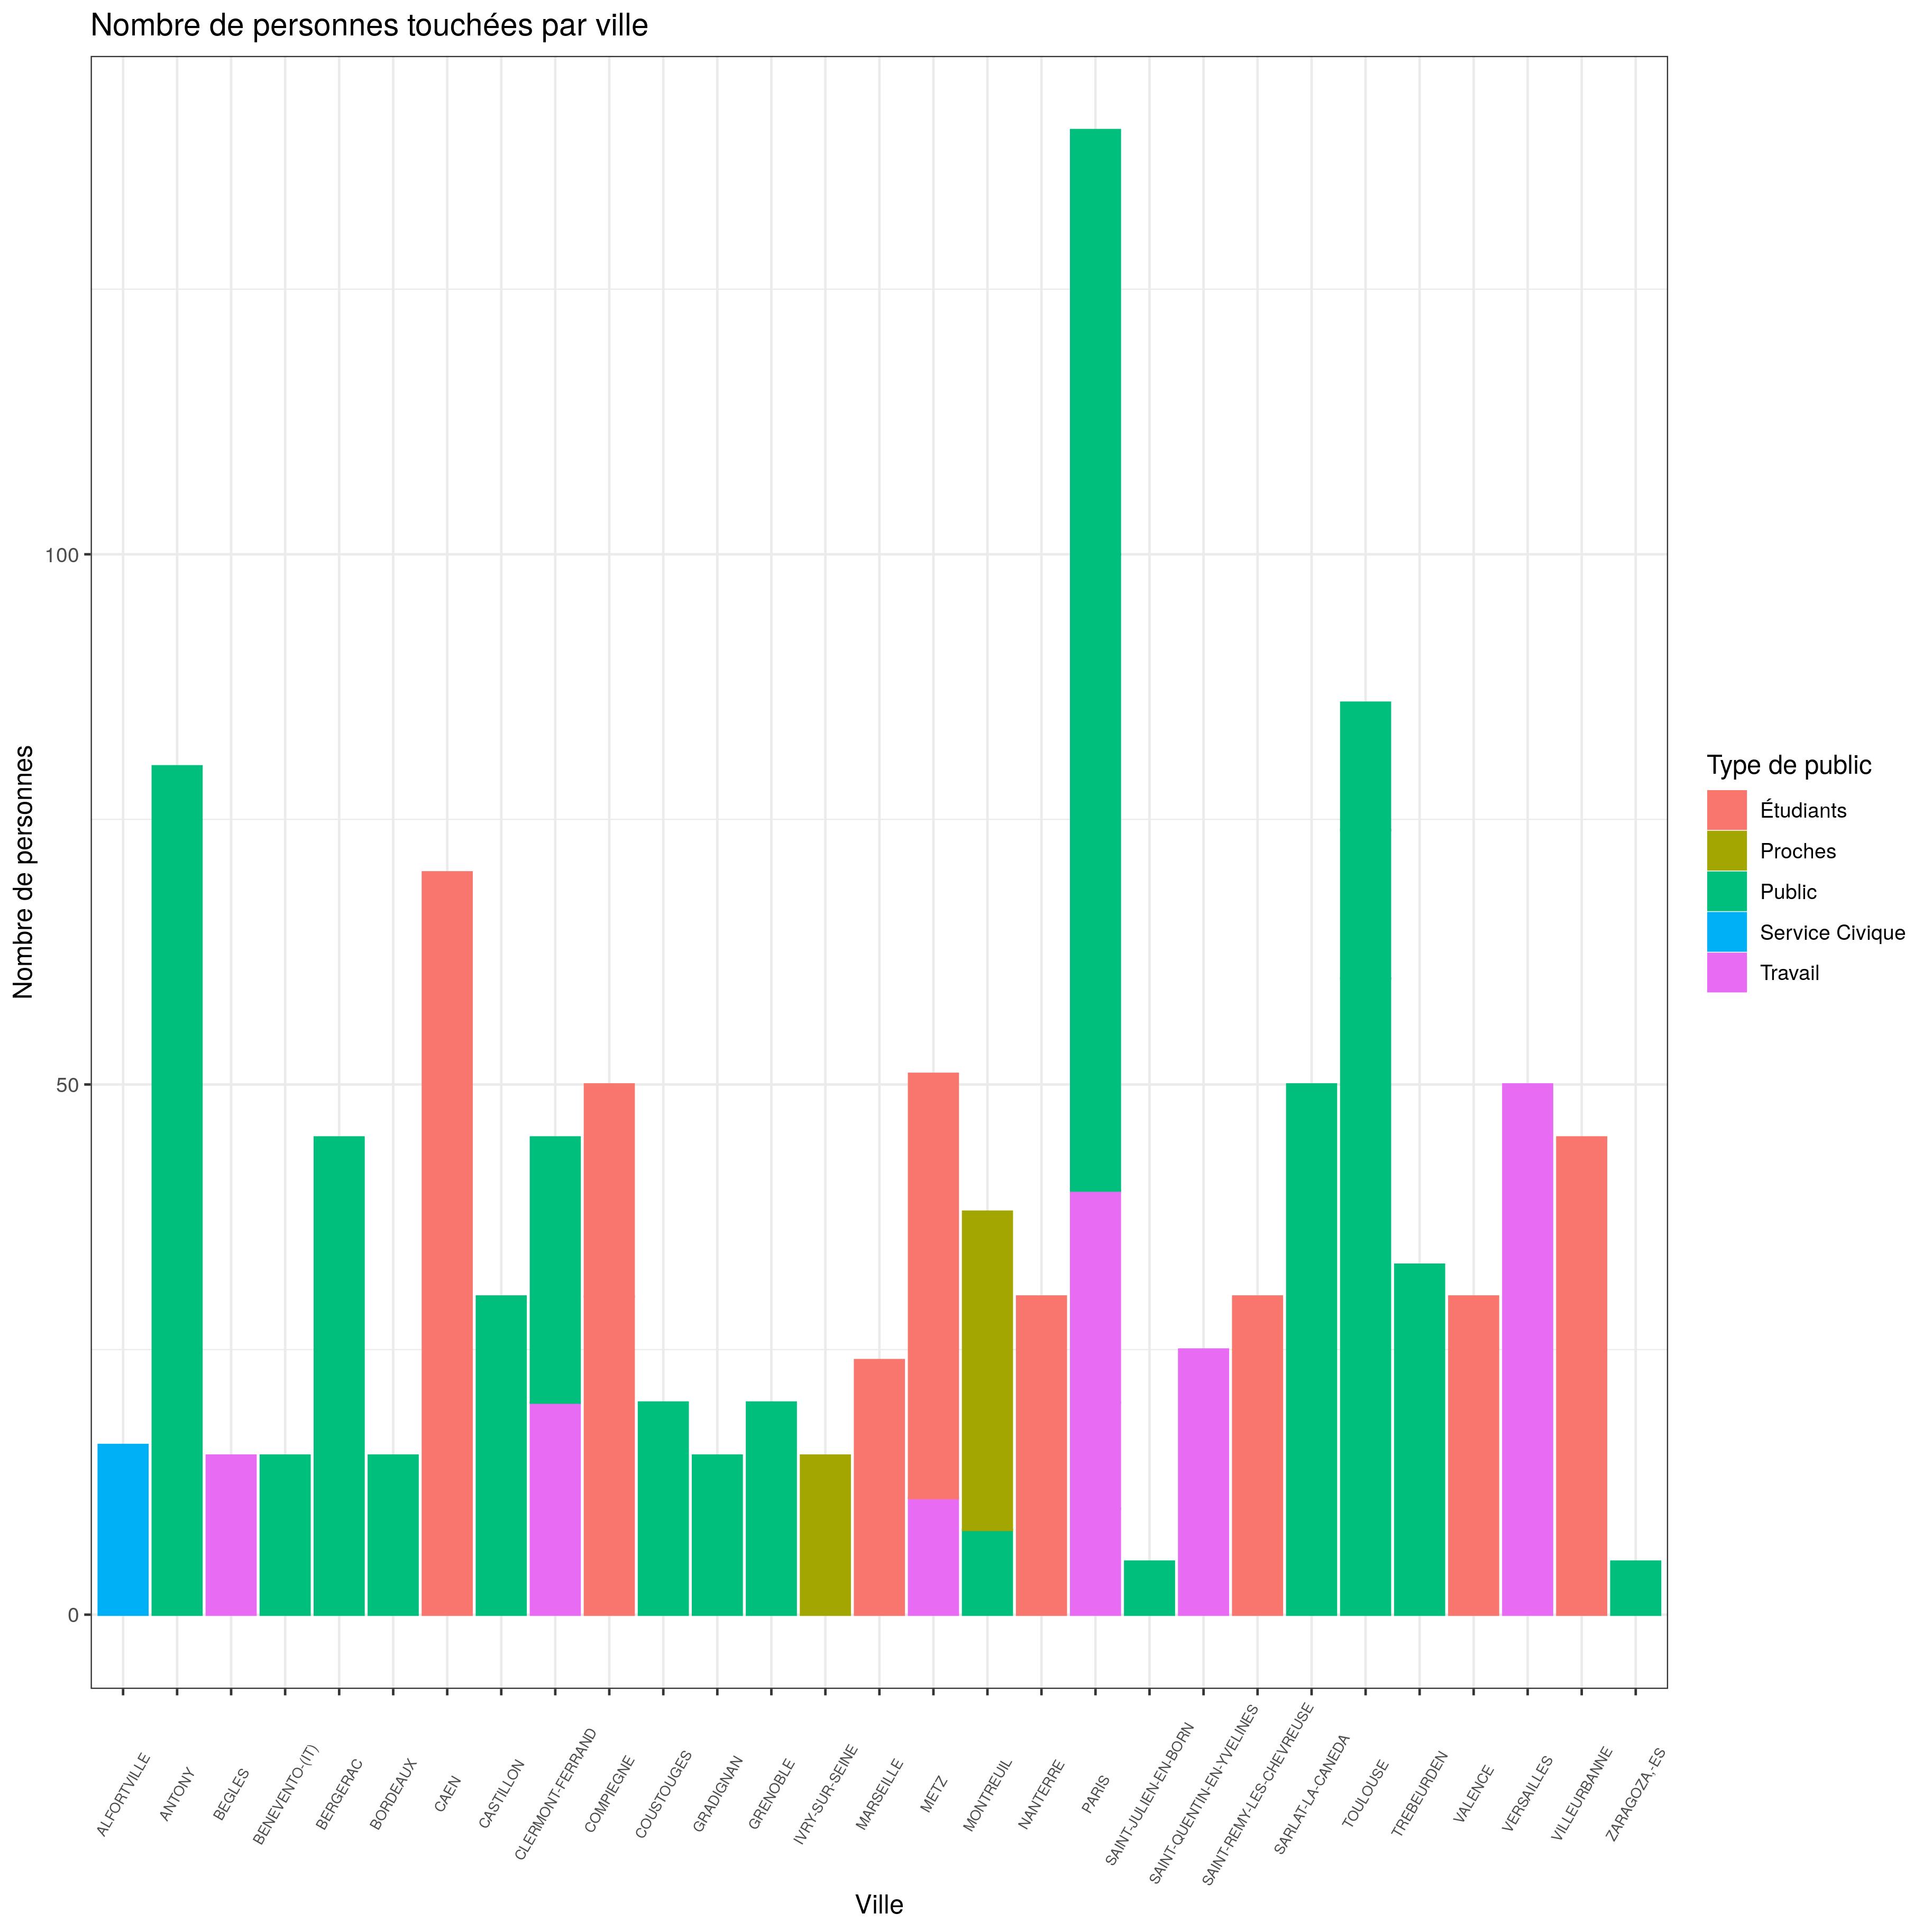 Nombre de personnes touchées par ville
Nombre de personnes
100
50
0
ALFORTVILLE
ANTONY
BEGLES
BENEVENTO-(IT)
BERGERAC
BORDEAUX
CAEN
CASTILLON
CLERMONT-FERRAND
COMPIEGNE
COUSTOUGES
GRADIGNAN
GRENOBLE
IVRY-SUR-SEINE
MARSEILLE
METZ
MONTREUIL
NANTERRE
PARIS
SAINT-JULIEN-EN-BORN
SAINT-QUENTIN-EN-YVELINES
SAINT-REMY-LES-CHEVREUSE
SARLAT-LA-CANEDA
TOULOUSE
TREBEURDEN
VALENCE
VERSAILLES
VILLEURBANNE
ZARAGOZA,-ES
Ville
Type de public
Étudiants
Proches
Public
Service Civique
Travail